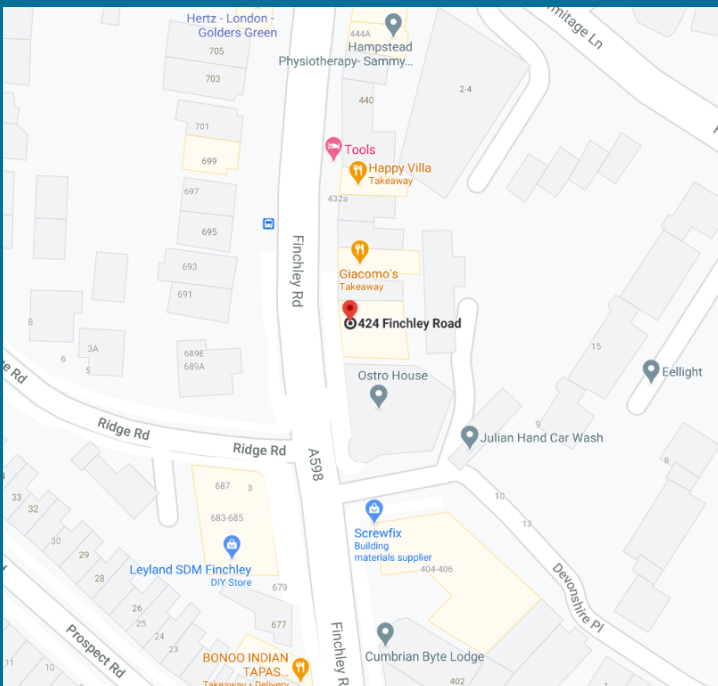 Hertz - London -
Golders Green
444A
Hampstead
Physiotherapy- Sammy...
705
703
440
2-4
701
699
Tools
Happy Villa
Takeaway
697
432a
695
Finchley Rd
693
Giacomo's
Takeaway
691
424 Finchley Road
8
3A
6
5
689E
689A
15
Ostro House
Eellight
Ridge Rd
Ridge Rd
A598
9
Julian Hand Car Wash
8
687
3
33
32
683-685
10
13
Screwfix
Building
materials supplier
30
29
28
Leyland SDM Finchley
DIY Store
404-406
Devonshire Pl
679
26
25
24
23
677
Prospect Rd
Finchley R
Cumbrian Byte Lodge
BONOO INDIAN
TAPAS...
Takeaway • Delivery
11
10
402